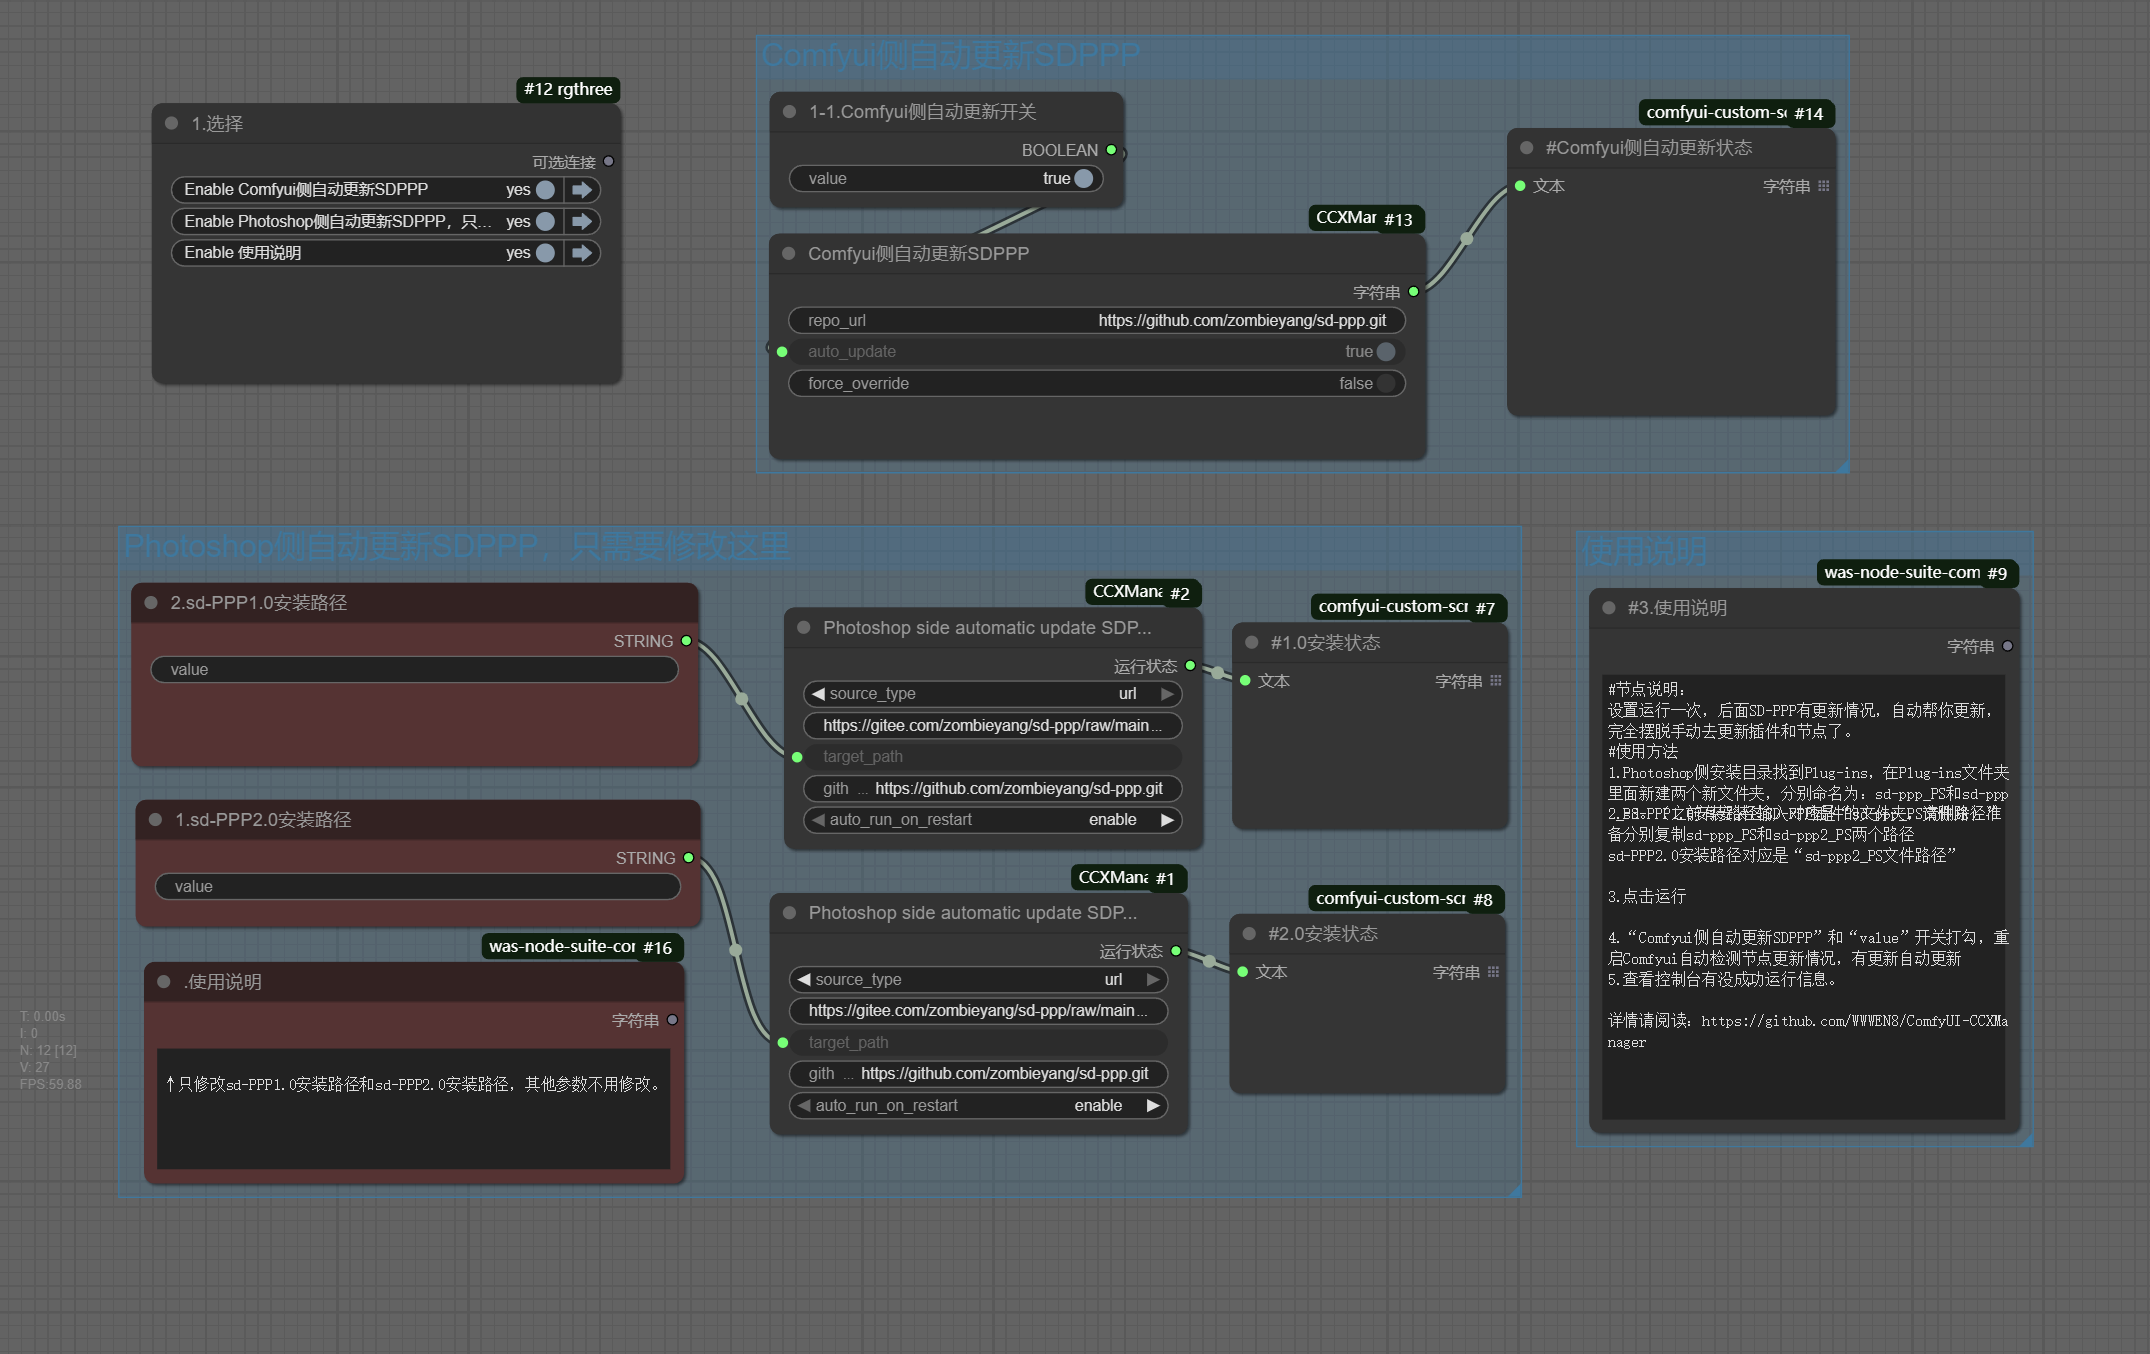 #12 rgthree
1.选择
可选连接
Enable Comfyui侧自动更新SDPPP yes
Enable Photoshop侧自动更新SDPPP，只... yes
Enable 使用说明 yes
Comfyui侧自动更新SDPPP
1-1.Comfyui侧自动更新开关
BOOLEAN
value true
CCXMar #13
Comfyui侧自动更新SDPPP
字符串
repo_url https://github.com/zombieyang/sd-ppp.git
auto_update true
force_override false
comfyui-custom-sc #14
#Comfyui侧自动更新状态
文本 字符串
Photoshop侧自动更新SDPPP，只需要修改这里
2.sd-PPP1.0安装路径
STRING
value
1.sd-PPP2.0安装路径
STRING
value
was-node-suite-cor #16
.使用说明
字符串
↑只修改sd-PPP1.0安装路径和sd-PPP2.0安装路径，其他参数不用修改。
CCXMana #2
Photoshop side automatic update SDP...
运行状态
source_type url
https://gitee.com/zombieyang/sd-ppp/raw/main...
target_path
gith ... https://github.com/zombieyang/sd-ppp.git
auto_run_on_restart enable
CCXMana #1
Photoshop side automatic update SDP...
运行状态
source_type url
https://gitee.com/zombieyang/sd-ppp/raw/main...
target_path
gith ... https://github.com/zombieyang/sd-ppp.git
auto_run_on_restart enable
comfyui-custom-scr #7
#1.0安装状态
文本 字符串
comfyui-custom-scr #8
#2.0安装状态
文本 字符串
使用说明
was-node-suite-com #9
#3.使用说明
字符串
#节点说明：
设置运行一次，后面SD-PPP有更新情况，自动帮你更新，
完全摆脱手动去更新插件和节点了。
#使用方法
1.Photoshop侧安装目录找到Plug-ins，在Plug-ins文件夹
里面新建两个新文件夹，分别命名为：sd-ppp_PS和sd-ppp
备分别复制sd-ppp_PS和sd-ppp2_PS两个路径
sd-PPP2.0安装路径对应是“sd-ppp2_PS文件路径”
3.点击运行
4.“Comfyui侧自动更新SDPPP”和“value”开关打勾，重
启Comfyui自动检测节点更新情况，有更新自动更新
5.查看控制台有没成功运行信息。
详情请阅读：https://github.com/WWWEN8/ComfyUI-CCXMa
nager
T: 0.00s
I: 0
N: 12 [12]
V: 27
FPS:59.88